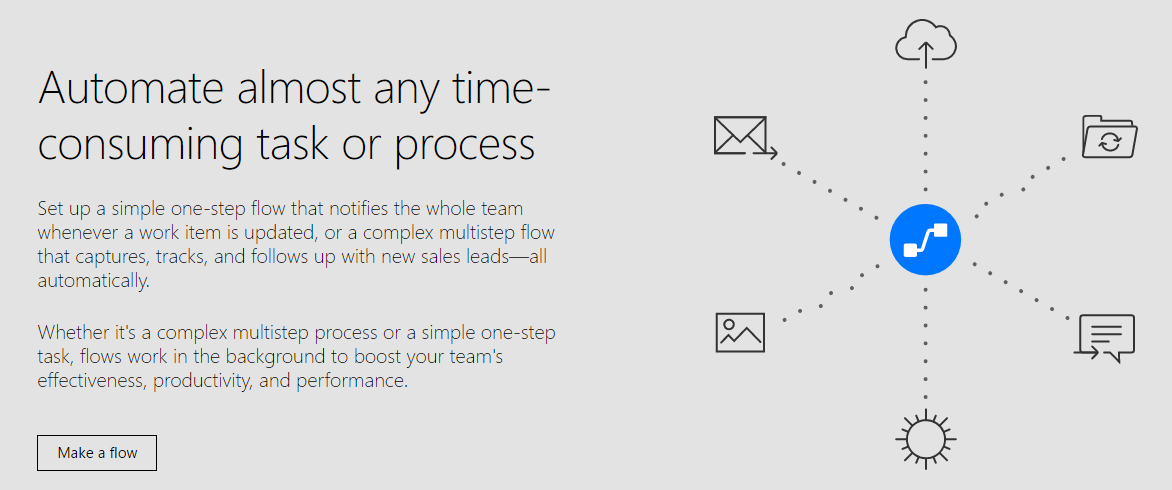 Automate almost any time-
consuming task or process
Set up a simple one-step flow that notifies the whole team
whenever a work item is updated, or a complex multistep flow
that captures, tracks, and follows up with new sales leads—all
automatically.
Whether it's a complex multistep process or a simple one-step
task, flows work in the background to boost your team's
effectiveness, productivity, and performance.
Make a flow